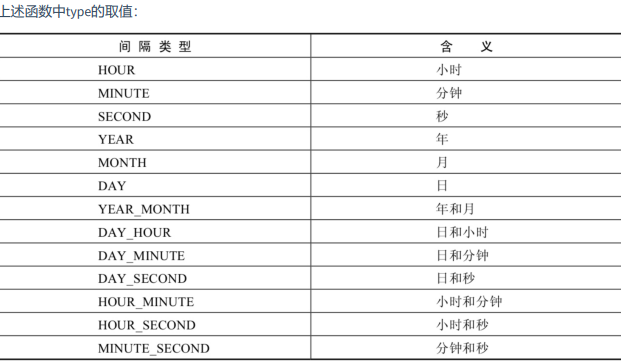 上述函数中type的取值：
间隔类型 含义
HOUR 小时
MINUTE 分钟
SECOND 秒
YEAR 年
MONTH 月
DAY 日
YEAR_MONTH 年和月
DAY_HOUR 日和小时
DAY_MINUTE 日和分钟
DAY_SECOND 日和秒
HOUR_MINUTE 小时和分钟
HOUR_SECOND 小时和秒
MINUTE_SECOND 分钟和秒